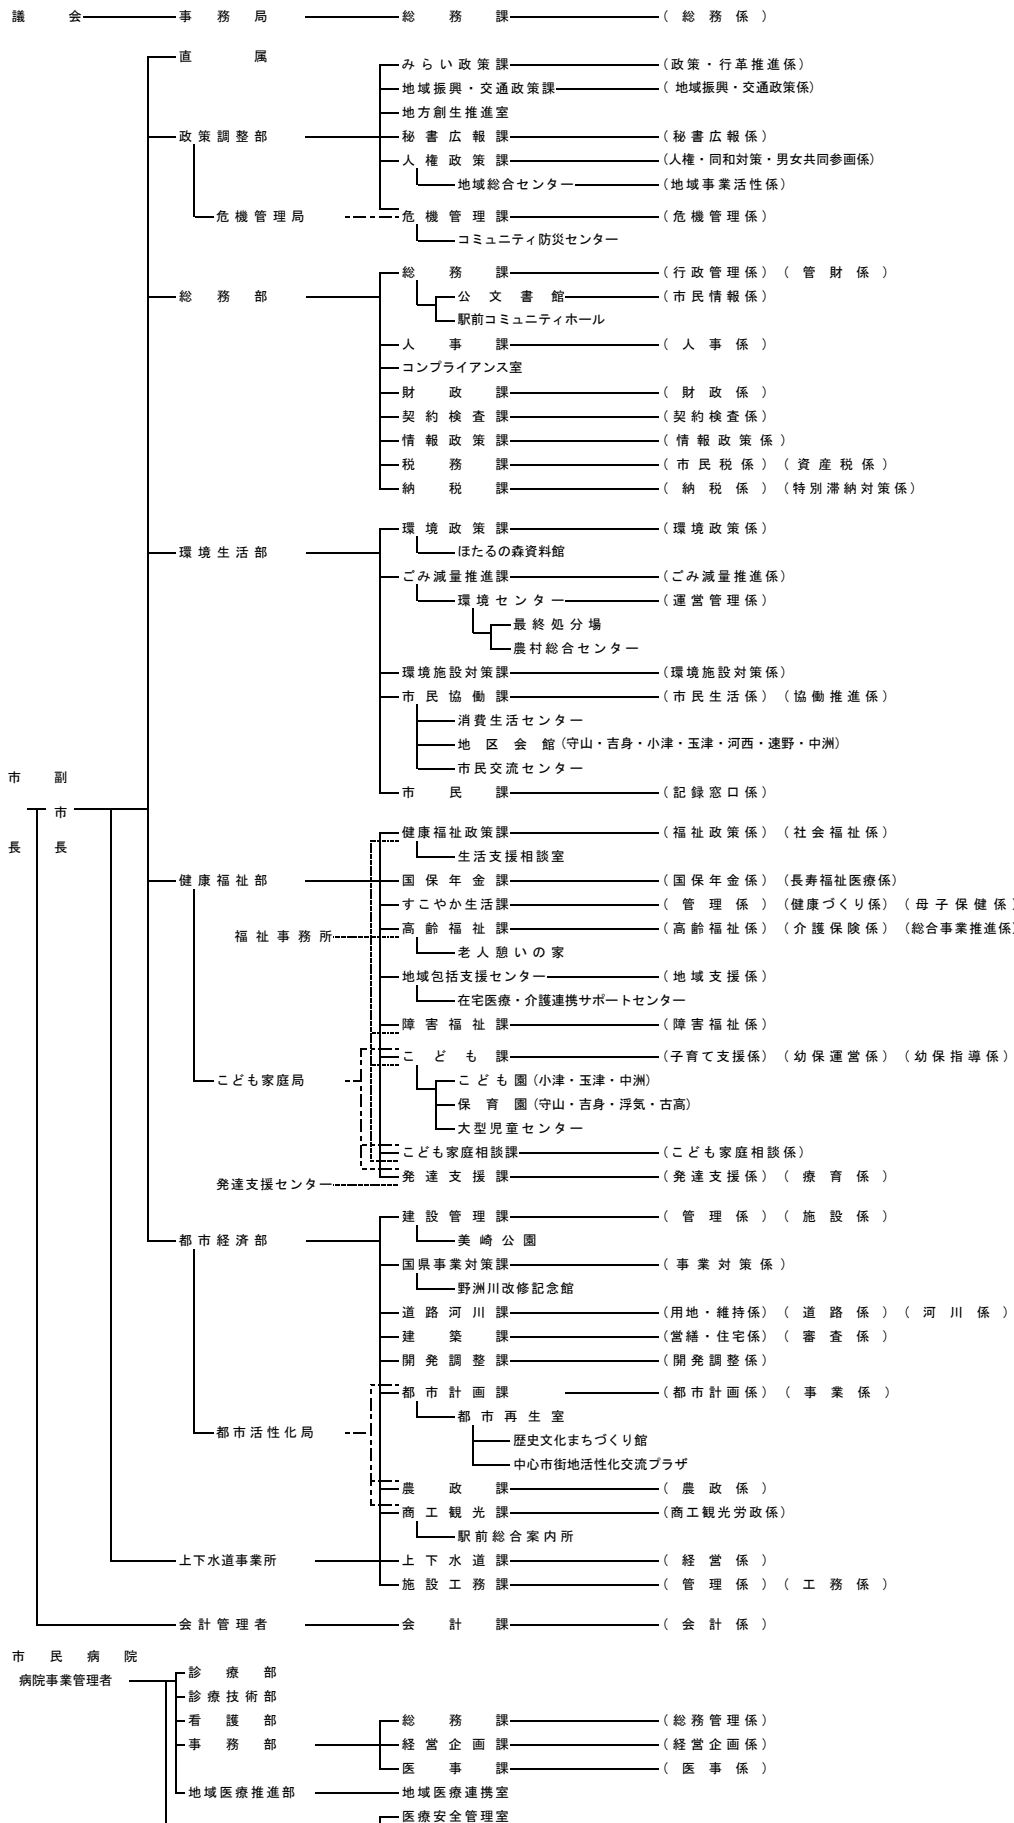 議会 事務局 総務課 (総務係)
直属
みらい政策課 (政策・行革推進係)
地域振興・交通政策課 (地域振興・交通政策係)
地方創生推進室
政策調整部 秘書広報課 (秘書広報係)
人権政策課 (人権・同和対策・男女共同参画係)
地域総合センター (地域事業活性係)
危機管理局 危機管理課 (危機管理係)
コミュニティ防災センター
総務課 (行政管理係) (管財係)
総務部 公文書館 (市民情報係)
駅前コミュニティホール
人事課 (人事係)
コンプライアンス室
財政課 (財政係)
契約検査課 (契約検査係)
情報政策課 (情報政策係)
税務課 (市民税係) (資産税係)
納税課 (納税係) (特別滞納対策係)
環境政策課 (環境政策係)
環境生活部 ほたるの森資料館
ごみ減量推進課 (ごみ減量推進係)
環境センター (運営管理係)
最終処分場
農村総合センター
環境施設対策課 (環境施設対策係)
市民協働課 (市民生活係) (協働推進係)
消費生活センター
地区会館 (守山・吉身・小津・玉津・河西・速野・中洲)
市民交流センター
市長 副市長
市民課 (記録窓口係)
健康福祉政策課 (福祉政策係) (社会福祉係)
生活支援相談室
健康福祉部 国保年金課 (国保年金係) (長寿福祉医療係)
すこやか生活課 (管理係) (健康づくり係) (母子保健係)
福祉事務所 高齢福祉課 (高齢福祉係) (介護保険係) (総合事業推進係)
老人憩いの家
地域包括支援センター (地域支援係)
在宅医療・介護連携サポートセンター
障害福祉課 (障害福祉係)
こども課 (子育て支援係) (幼保運営係) (幼保指導係)
こども家庭局 こども園 (小津・玉津・中洲)
保育園 (守山・吉身・浮気・古高)
大型児童センター
こども家庭相談課 (こども家庭相談係)
発達支援センター 発達支援課 (発達支援係) (療育係)
建設管理課 (管理係) (施設係)
都市経済部 美崎公園
国県事業対策課 (事業対策係)
野洲川改修記念館
道路河川課 (用地・維持係) (道路係) (河川係)
建築課 (営繕・住宅係) (審査係)
開発調整課 (開発調整係)
都市計画課 (都市計画係) (事業係)
都市再生室
都市活性化局 歴史文化まちづくり館
中心市街地活性化交流プラザ
農政課 (農政係)
商工観光課 (商工観光労政係)
駅前総合案内所
上下水道事業所 上下水道課 (経営係)
施設工務課 (管理係) (工務係)
会計管理者 会計課 (会計係)
市民病院
病院事業管理者 診療部
診療技術部
看護部 総務課 (総務管理係)
事務部 経営企画課 (経営企画係)
医事課 (医事係)
地域医療推進部 地域医療連携室
医療安全管理室